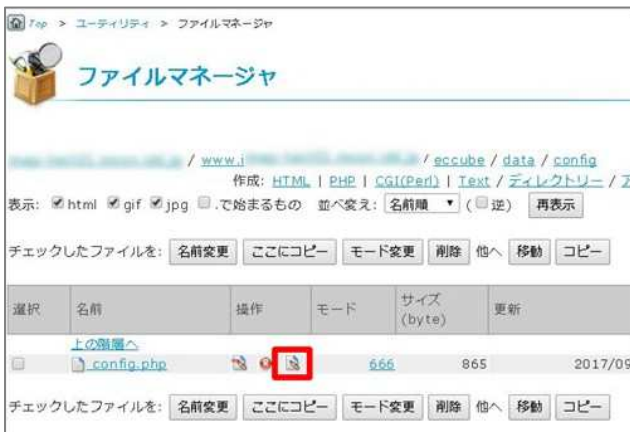 Top > ユーティリティ > ファイルマネージャ
ファイルマネージャ
/ www.i / eccube / data / config
作成: HTML | PHP | CGI(Perl) | Text / ディレクトリー /
表示: html gif jpg .で始まるもの 並べ変え: 名前順 (逆) 再表示
チェックしたファイルを: 名前変更 ここにコピー モード変更 削除 他へ 移動 コピー
選択 名前 操作 モード サイズ(byte) 更新
上の階層へ
config.php 666 865 2017/09
チェックしたファイルを: 名前変更 ここにコピー モード変更 削除 他へ 移動 コピー